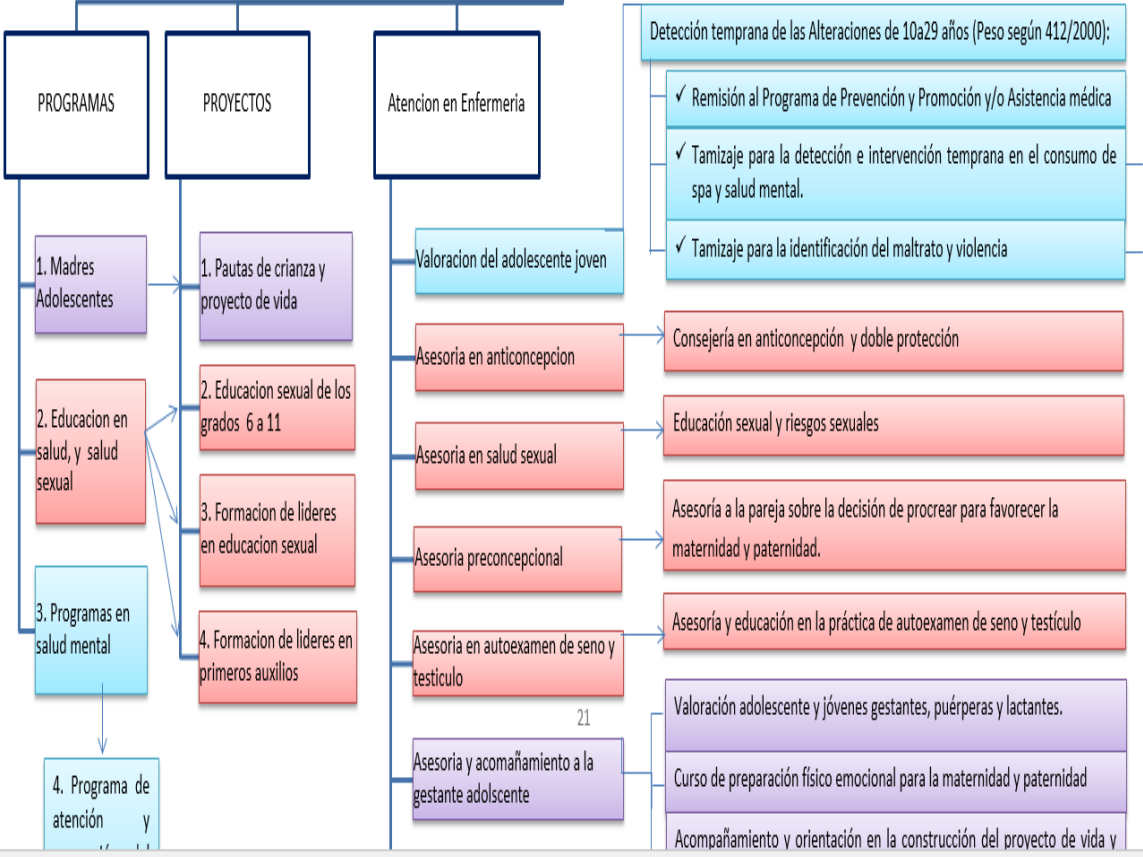 PROGRAMAS
1. Madres
Adolescentes
2. Educacion en
salud, y salud
sexual
3. Programas en
salud mental
4. Programa de
atención y
PROYECTOS
1. Pautas de crianza y
proyecto de vida
2. Educacion sexual de los
grados 6 a 11
3. Formacion de lideres
en educacion sexual
4. Formacion de lideres en
primeros auxilios
Atencion en Enfermeria
Valoracion del adolescente joven
Detección temprana de las Alteraciones de 10a29 años (Peso según 412/2000):
✓ Remisión al Programa de Prevención y Promoción y/o Asistencia médica
✓ Tamizaje para la detección e intervención temprana en el consumo de
spa y salud mental.
✓ Tamizaje para la identificación del maltrato y violencia
Asesoria en anticoncepcion
Consejería en anticoncepción y doble protección
Asesoria en salud sexual
Educación sexual y riesgos sexuales
Asesoria preconcepcional
Asesoría a la pareja sobre la decisión de procrear para favorecer la
maternidad y paternidad.
Asesoria en autoexamen de seno y
testiculo
Asesoría y educación en la práctica de autoexamen de seno y testículo
21
Asesoria y acomañamiento a la
gestante adolscente
Valoración adolescente y jóvenes gestantes, puérperas y lactantes.
Curso de preparación físico emocional para la maternidad y paternidad
Acompañamiento y orientación en la construcción del proyecto de vida y